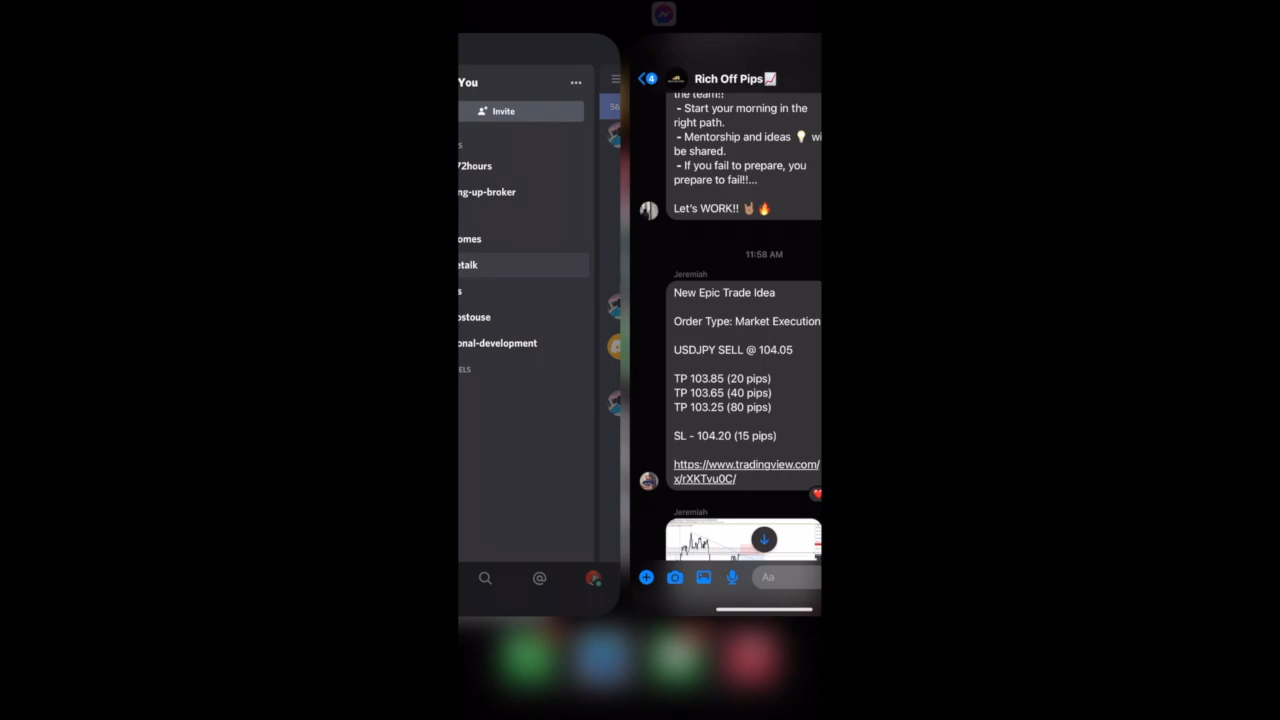 You
Invite
S
72hours
ng-up-broker
omes
etalk
s
ostouse
onal-development
ELS
56
4
Rich Off Pips📈
the team!!
- Start your morning in the
right path.
- Mentorship and ideas 💡 wi
be shared.
- If you fail to prepare, you
prepare to fail!!...
Let's WORK!! 🤘🏽🔥
11:58 AM
Jeremiah
New Epic Trade Idea
Order Type: Market Execution
USDJPY SELL @ 104.05
TP 103.85 (20 pips)
TP 103.65 (40 pips)
TP 103.25 (80 pips)
SL - 104.20 (15 pips)
https://www.tradingview.com/
x/rXKTvu0C/
Jeremiah
Aa